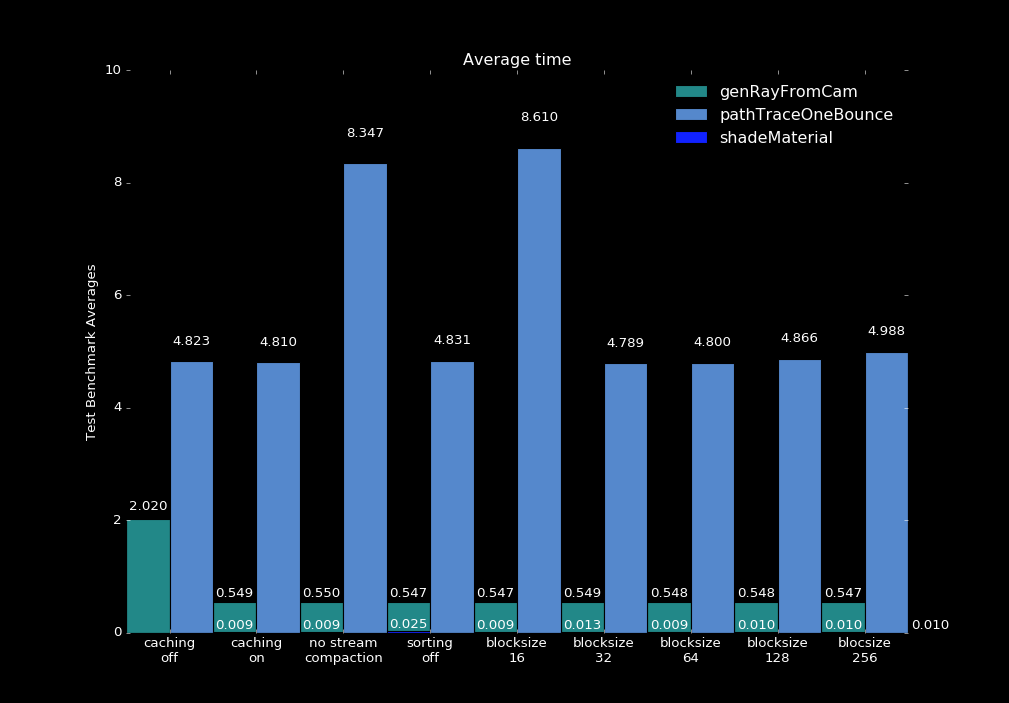 Average time
genRayFromCam
pathTraceOneBounce
shadeMaterial
Test Benchmark Averages
10
8
6
4
2
0
2.020
4.823
0.549
4.810
0.550
8.347
0.547
4.831
0.547
8.610
0.549
4.789
0.548
4.800
0.548
4.866
0.547
4.988
0.009
0.009
0.025
0.009
0.013
0.009
0.010
0.010
0.010
caching
off
caching
on
no stream
compaction
sorting
off
blocksize
16
blocksize
32
blocksize
64
blocksize
128
blocsize
256